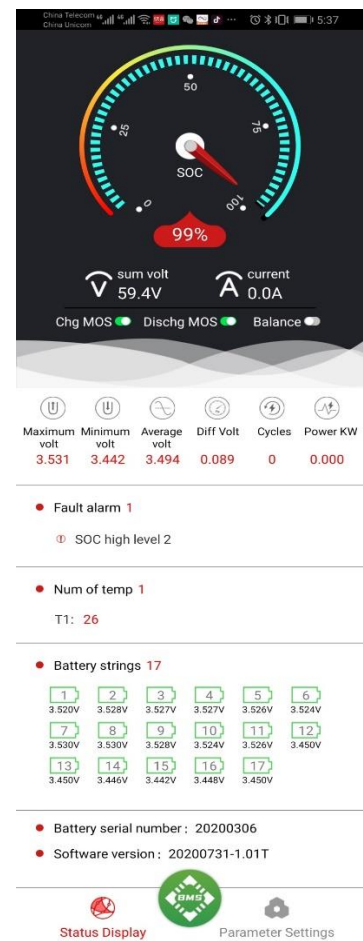 China Telecom 4G 4G 5:37
China Unicom
50
25
75
0
100
SOC
99%
V sum volt
59.4V
A current
0.0A
Chg MOS Dischg MOS Balance
Maximum volt Minimum volt Average volt Diff Volt Cycles Power KW
3.531 3.442 3.494 0.089 0 0.000
Fault alarm 1
SOC high level 2
Num of temp 1
T1: 26
Battery strings 17
1 2 3 4 5 6
3.520V 3.528V 3.527V 3.527V 3.526V 3.524V
7 8 9 10 11 12
3.530V 3.530V 3.528V 3.524V 3.526V 3.450V
13 14 15 16 17
3.450V 3.446V 3.442V 3.448V 3.450V
Battery serial number: 20200306
Software version: 20200731-1.01T
BMS
Status Display Parameter Settings